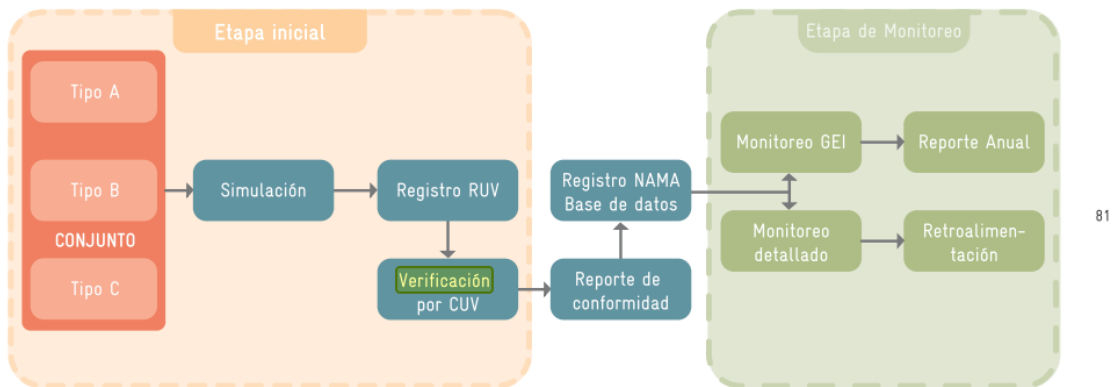 Etapa inicial
Tipo A
Tipo B
CONJUNTO
Tipo C
Simulación
Registro RUV
Verificación
por CUV
Reporte de
conformidad
Registro NAMA
Base de datos
Etapa de Monitoreo
Monitoreo GEI
Reporte Anual
Monitoreo
detallado
Retroalimen-
tación
81